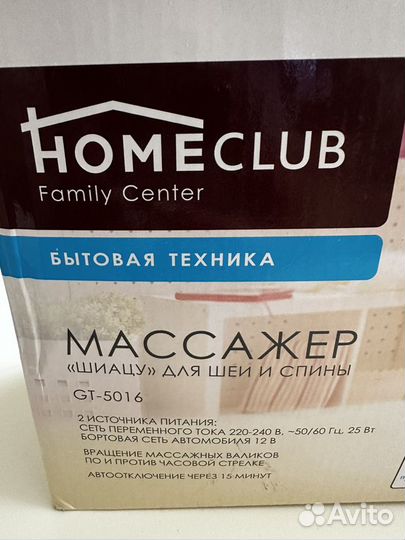 HOMECLUB
Family Center
БЫТОВАЯ ТЕХНИКА
МАССАЖЕР
«ШИАЦУ» ДЛЯ ШЕИ И СПИНЫ
GT-5016
2 ИСТОЧНИКА ПИТАНИЯ:
СЕТЬ ПЕРЕМЕННОГО ТОКА 220-240 В, ~50/60 Гц, 25 Вт
БОРТОВАЯ СЕТЬ АВТОМОБИЛЯ 12 В
ВРАЩЕНИЕ МАССАЖНЫХ ВАЛИКОВ
ПО И ПРОТИВ ЧАСОВОЙ СТРЕЛКЕ
АВТООТКЛЮЧЕНИЕ ЧЕРЕЗ 15 МИНУТ
Avito